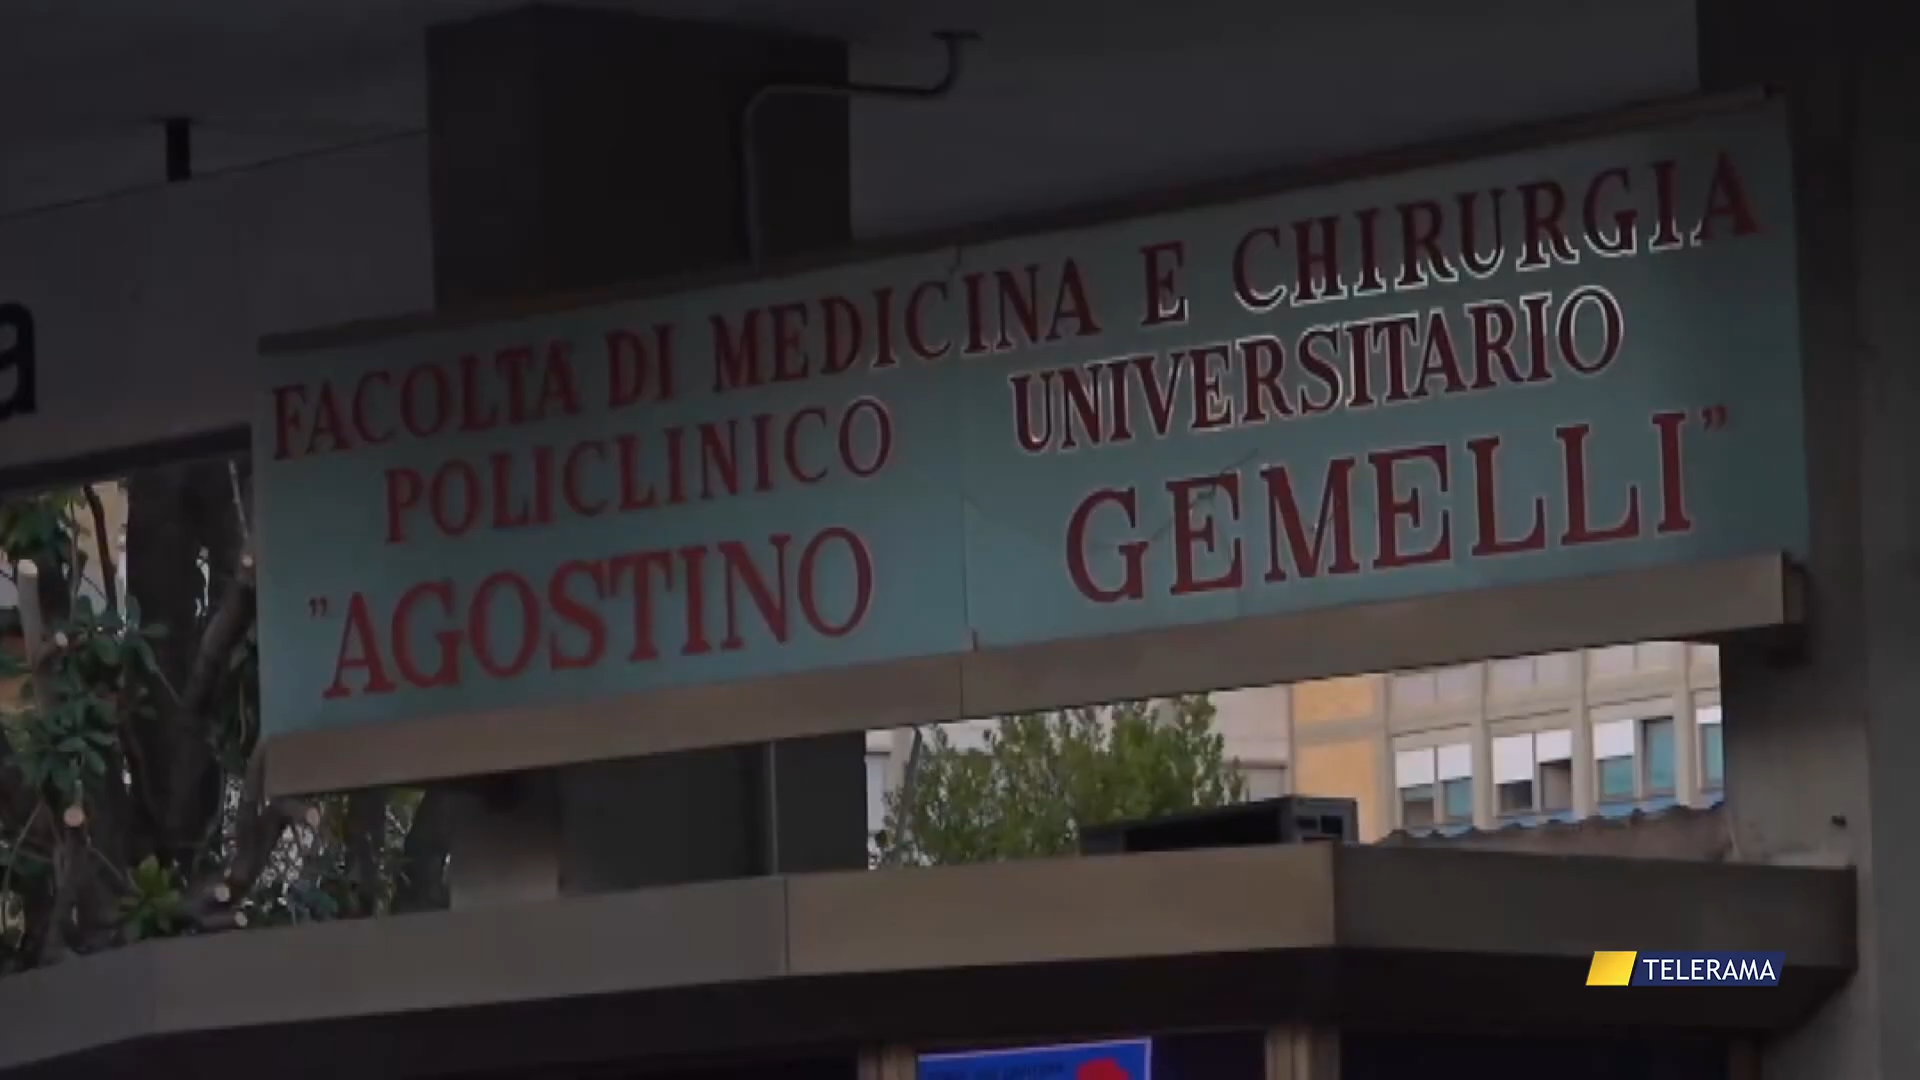 FACOLTA DI MEDICINA E CHIRURGIA
POLICLINICO UNIVERSITARIO
"AGOSTINO GEMELLI"
a
TELERAMA